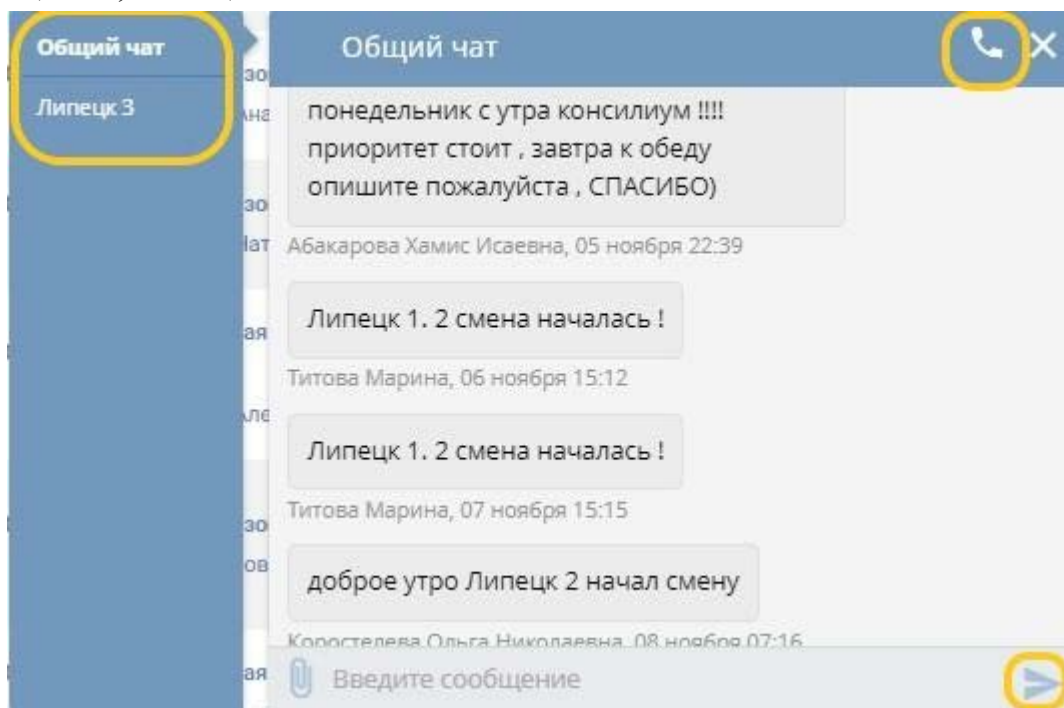 Общий чат
Липецк 3
Общий чат
понедельник с утра консилиум !!!!
приоритет стоит , завтра к обеду
опишите пожалуйста , СПАСИБО)
Абакарова Хамис Исаевна, 05 ноября 22:39
Липецк 1. 2 смена началась !
Титова Марина, 06 ноября 15:12
Липецк 1. 2 смена началась !
Титова Марина, 07 ноября 15:15
доброе утро Липецк 2 начал смену
Коростелева Ольга Николаевна, 08 ноября 07:16
Введите сообщение